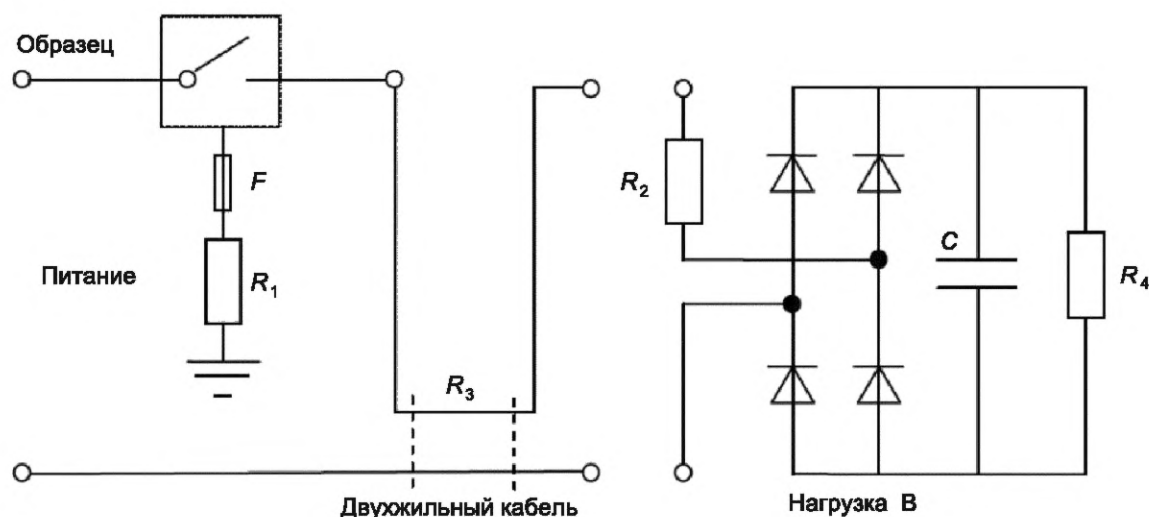 Образец
F
Питание
R1
R3
Двухжильный кабель
R2
C
R4
Нагрузка В